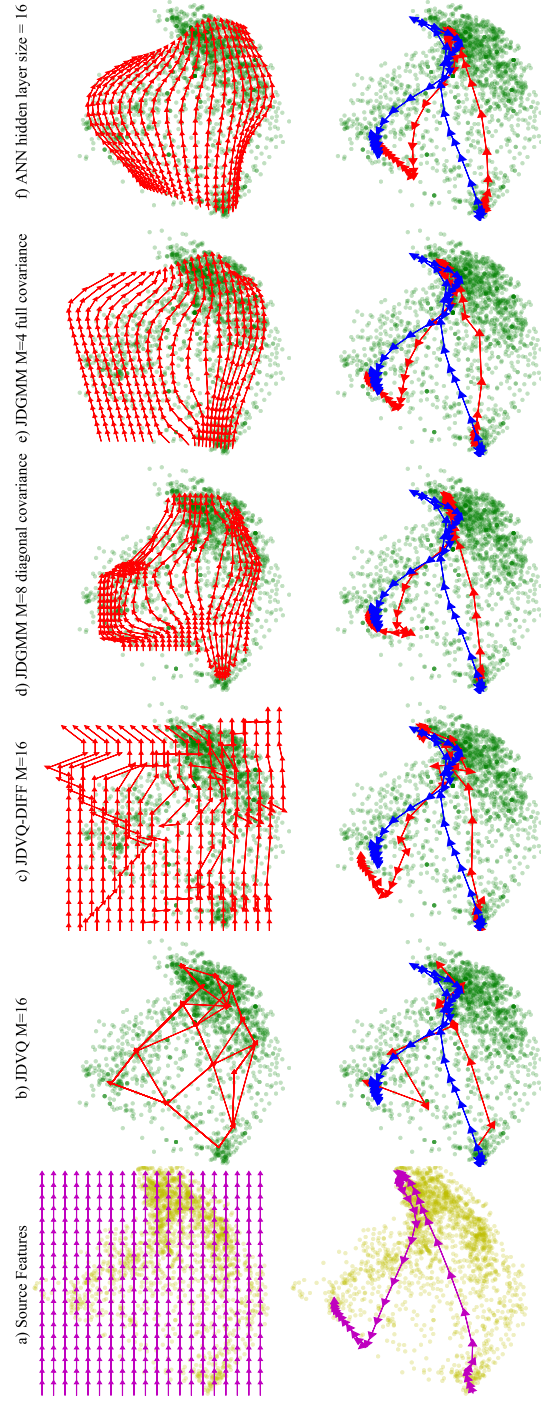 a) Source Features
b) JDVQ M=16
c) JDVQ-DIFF M=16
d) JDGMM M=8 diagonal covariance
e) JDGMM M=4 full covariance
f) ANN hidden layer size = 16